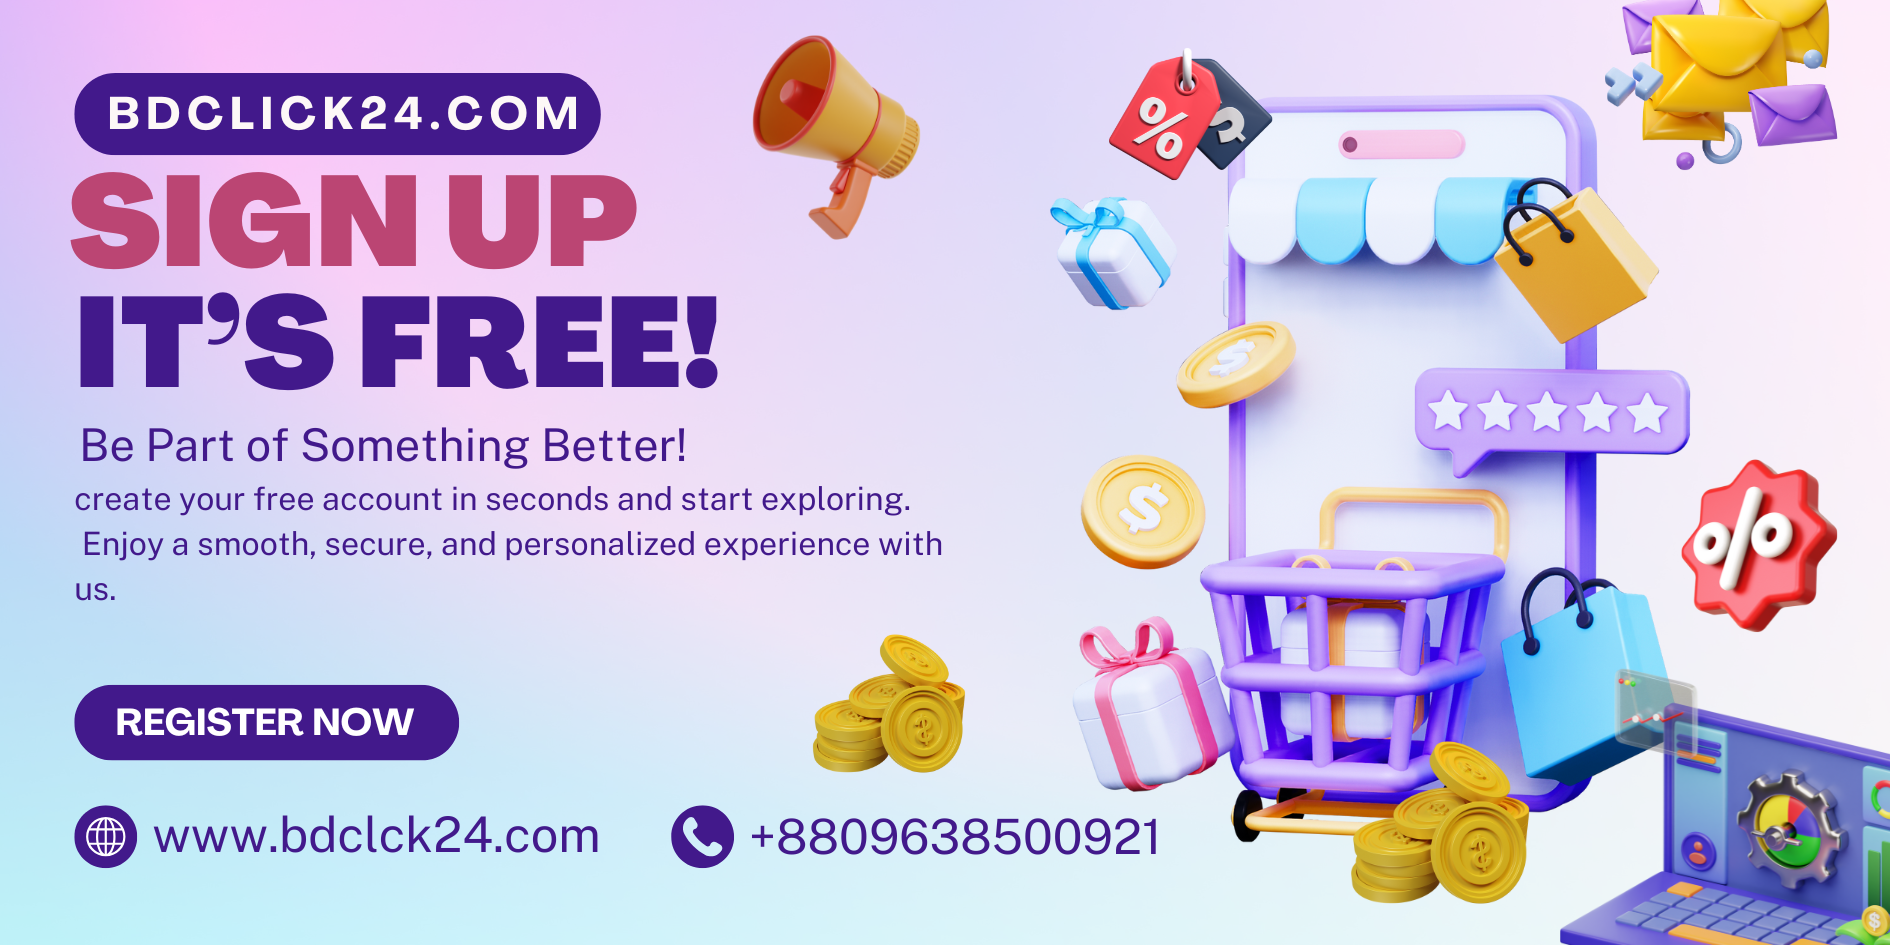 BDCLICK24.COM
SIGN UP
IT’S FREE!
Be Part of Something Better!
create your free account in seconds and start exploring.
Enjoy a smooth, secure, and personalized experience with
us.
REGISTER NOW
www.bdclck24.com
+8809638500921